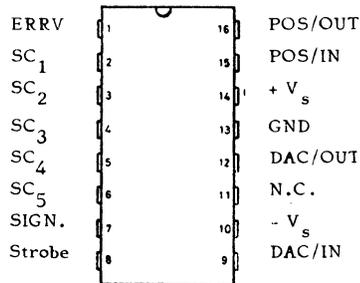 ERRV 1 16 POS/OUT
SC1 2 15 POS/IN
SC2 3 14 + Vs
SC3 4 13 GND
SC4 5 12 DAC/OUT
SC5 6 11 N.C.
SIGN. 7 10 - Vs
Strobe 8 9 DAC/IN